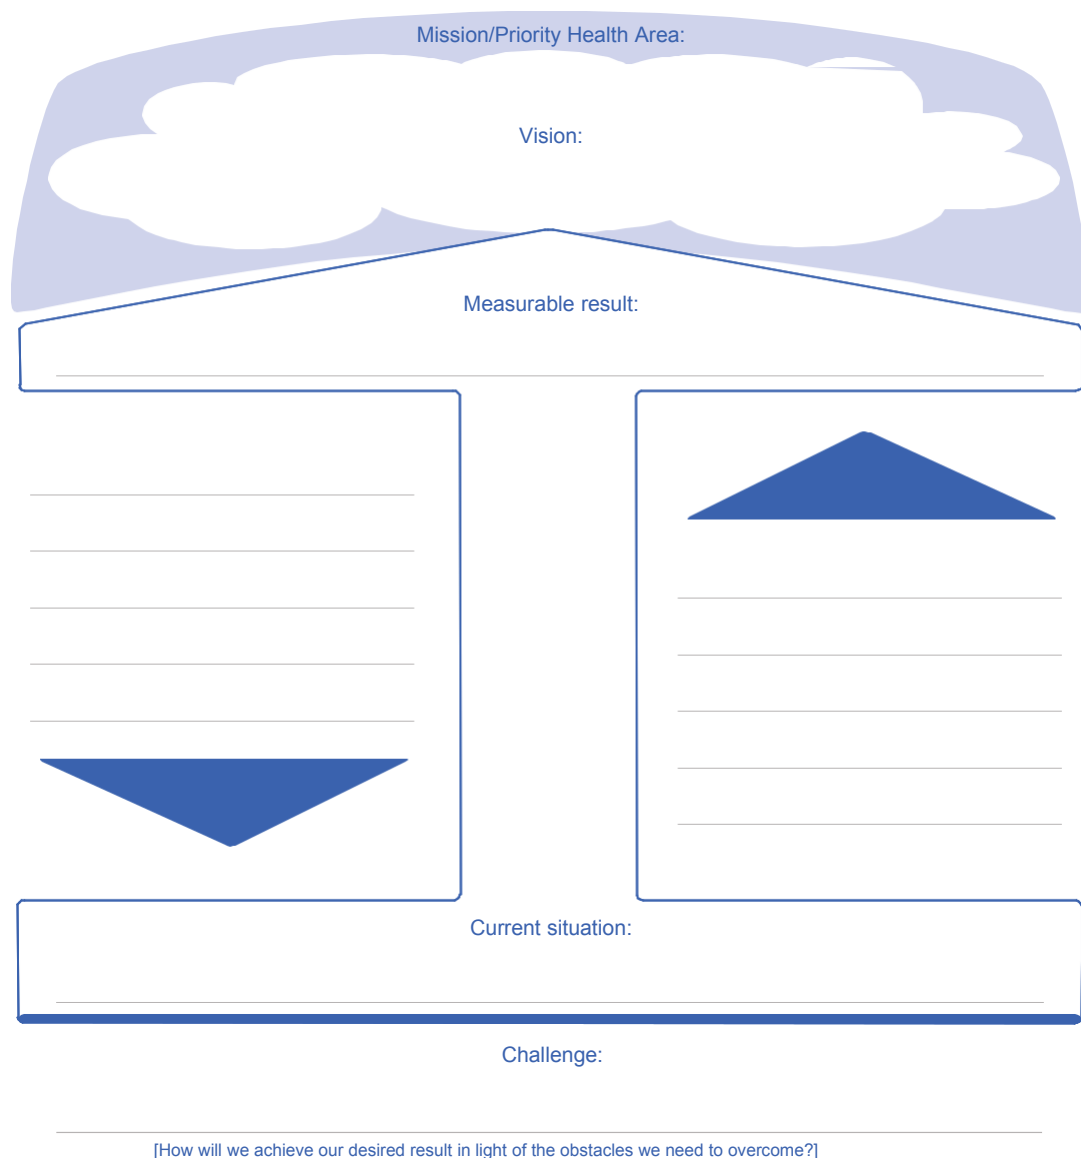 Mission/Priority Health Area:
Vision:
Measurable result:
Current situation:
Challenge:
[How will we achieve our desired result in light of the obstacles we need to overcome?]